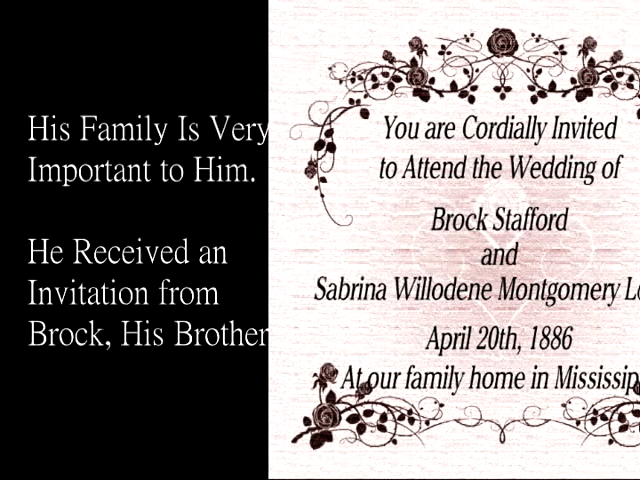 His Family Is Very
Important to Him.
He Received an
Invitation from
Brock, His Brother
You are Cordially Invited
to Attend the Wedding of
Brock Stafford
and
Sabrina Willodene Montgomery
April 20th, 1886
At our family home in